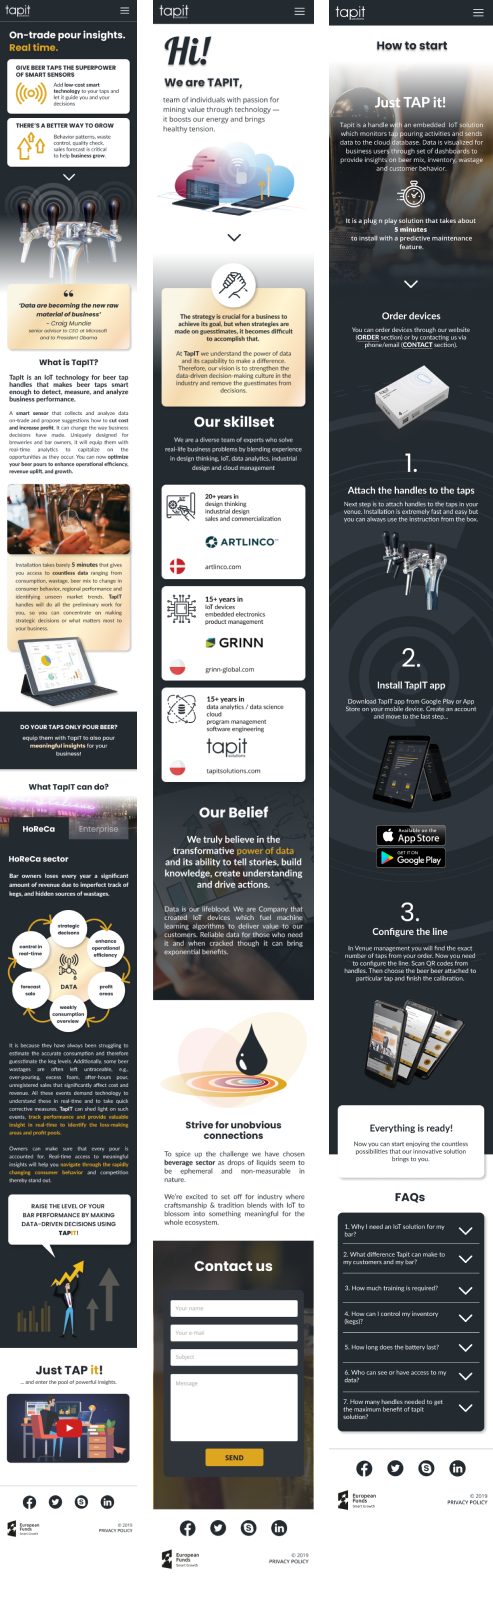 tapit
On-trade pour insights.
Real time.
GIVE BEER TAPS THE SUPERPOWER
OF SMART SENSORS
Add low-cost smart
technology to your taps and
let it guide you and your
decisions
THERE'S A BETTER WAY TO GROW
Behavior patterns, waste
control, quality check,
sales forecast is critical
to help business grow.
'Data are becoming the new raw
material of business'
– Craig Mundie
senior advisor to CEO at Microsoft
and to President Obama
What is TapIT?
TapIt is an IoT technology for beer tap
handles that makes beer taps smart
enough to detect, measure, and analyze
business performance.
A smart sensor that collects and analyze data
on-trade and propose suggestions how to cut cost
and increase profit. It can change the way business
decisions have made. Uniquely designed for
breweries and bar owners, it will equip them with
real-time analytics to capitalize on the
opportunities as they occur. You can now optimize
your beer pours to enhance operational efficiency,
revenue uplift, and growth.
Installation takes barely 5 minutes that gives
you access to countless data ranging from
consumption, wastage, beer mix to change in
consumer behavior, regional performance and
identifying unseen market trends. TapIT
handles will do all the preliminary work for
you, so you can concentrate on making
strategic decisions or what matters most to
your business.
DO YOUR TAPS ONLY POUR BEER?
equip them with TapIT to also pour
meaningful insights for your
business!
What TapIT can do?
HoReCa
Enterprise
HoReCa sector
Bar owners loses every year a significant
amount of revenue due to imperfect track of
kegs, and hidden sources of wastages.
strategic
decisions
control in
real-time
enhance
operational
efficiency
DATA
forecast
sale
profit
areas
weekly
consumption
overview
It is because they have always been struggling to
estimate the accurate consumption and therefore
guesstimate the keg levels. Additionally, some beer
wastages are often left untraceable, e.g.,
over-pouring, excess foam, after-hours pour,
unregistered sales that significantly affect cost and
revenue. All these events demand technology to
understand these in real-time and to take quick
corrective measures. TapIT can shed light on such
events, track performance and provide valuable
insight in real-time to identify the loss-making
areas and profit pools.
Owners can make sure that every pour is
accounted for. Real-time access to meaningful
insights will help you navigate through the rapidly
changing consumer behavior and competition
thereby stand out.
RAISE THE LEVEL OF YOUR
BAR PERFORMANCE BY MAKING
DATA-DRIVEN DECISIONS USING
TAPIT!
Just TAP it!
... and enter the pool of powerful insights.
European
Funds
Smart Growth
© 2019
PRIVACY POLICY
tapit
Hi!
We are TAPIT,
team of individuals with passion for
mining value through technology —
it boosts our energy and brings
healthy tension.
The strategy is crucial for a business to
achieve its goal, but when strategies are
made on guesstimates, it becomes difficult
to accomplish that.
At TapIT we understand the power of data
and its capability to make a difference.
Therefore, our vision is to strengthen the
data-driven decision-making culture in the
industry and remove the guestimates from
decisions.
Our skillset
We are a diverse team of experts who solve
real-life business problems by blending experience
in design thinking, IoT, data analytics, industrial
design and cloud management
20+ years in
design thinking
industrial design
sales and commercialization
ARTLINCO
artlinco.com
15+ years in
IoT devices
embedded electronics
product management
GRINN
grinn-global.com
15+ years in
data analytics / data science
cloud
program management
software engineering
tapit
solutions
tapitsolutions.com
Our Belief
We truly believe in the
transformative power of data
and its ability to tell stories, build
knowledge, create understanding
and drive actions.
Data is our lifeblood. We are Company that
created IoT devices which fuel machine
learning algorithms to deliver value to our
customers. Reliable data for those who need
it and when cracked though it can bring
exponential benefits.
Strive for unobvious
connections
To spice up the challenge we have chosen
beverage sector as drops of liquids seem to
be ephemeral and non-measurable in
nature.
We're excited to set off for industry where
craftsmanship & tradition blends with IoT to
blossom into something meaningful for the
whole ecosystem.
Contact us
Your name
Your e-mail
Subject
Message
SEND
European
Funds
Smart Growth
© 2019
PRIVACY POLICY
tapit
How to start
Just TAP it!
Tapit is a handle with an embedded IoT solution
which monitors tap pouring activities and sends
data to the cloud database. Data is visualized for
business users through set of dashboards to
provide insights on beer mix, inventory, wastage
and customer behavior.
It is a plug n play solution that takes about
5 minutes
to install with a predictive maintenance
feature.
Order devices
You can order devices through our website
(ORDER section) or by contacting us via
phone/email (CONTACT section).
1.
Attach the handles to the taps
Next step is to attach handles to the taps in your
venue. Installation is extremely fast and easy but
you can always use the instruction from the box.
2.
Install TapIT app
Download TapIT app from Google Play or App
Store on your mobile device. Create an account
and move to the last step...
Available on the
App Store
GET IT ON
Google Play
3.
Configure the line
In Venue management you will find the exact
number of taps from your order. Now you need
to configure the line. Scan QR codes from
handles. Then choose the beer beer attached to
particular tap and finish the calibration.
Everything is ready!
Now you can start enjoying the countless
possibilities that our innovative solution
brings to you.
FAQs
1. Why I need an IoT solution for my
bar?
2. What difference Tapit can make to
my customers and my bar?
3. How much training is required?
4. How can I control my inventory
(kegs)?
5. How long does the battery last?
6. Who can see or have access to my
data?
7. How many handles needed to get
the maximum benefit of tapit
solution?
European
Funds
Smart Growth
© 2019
PRIVACY POLICY